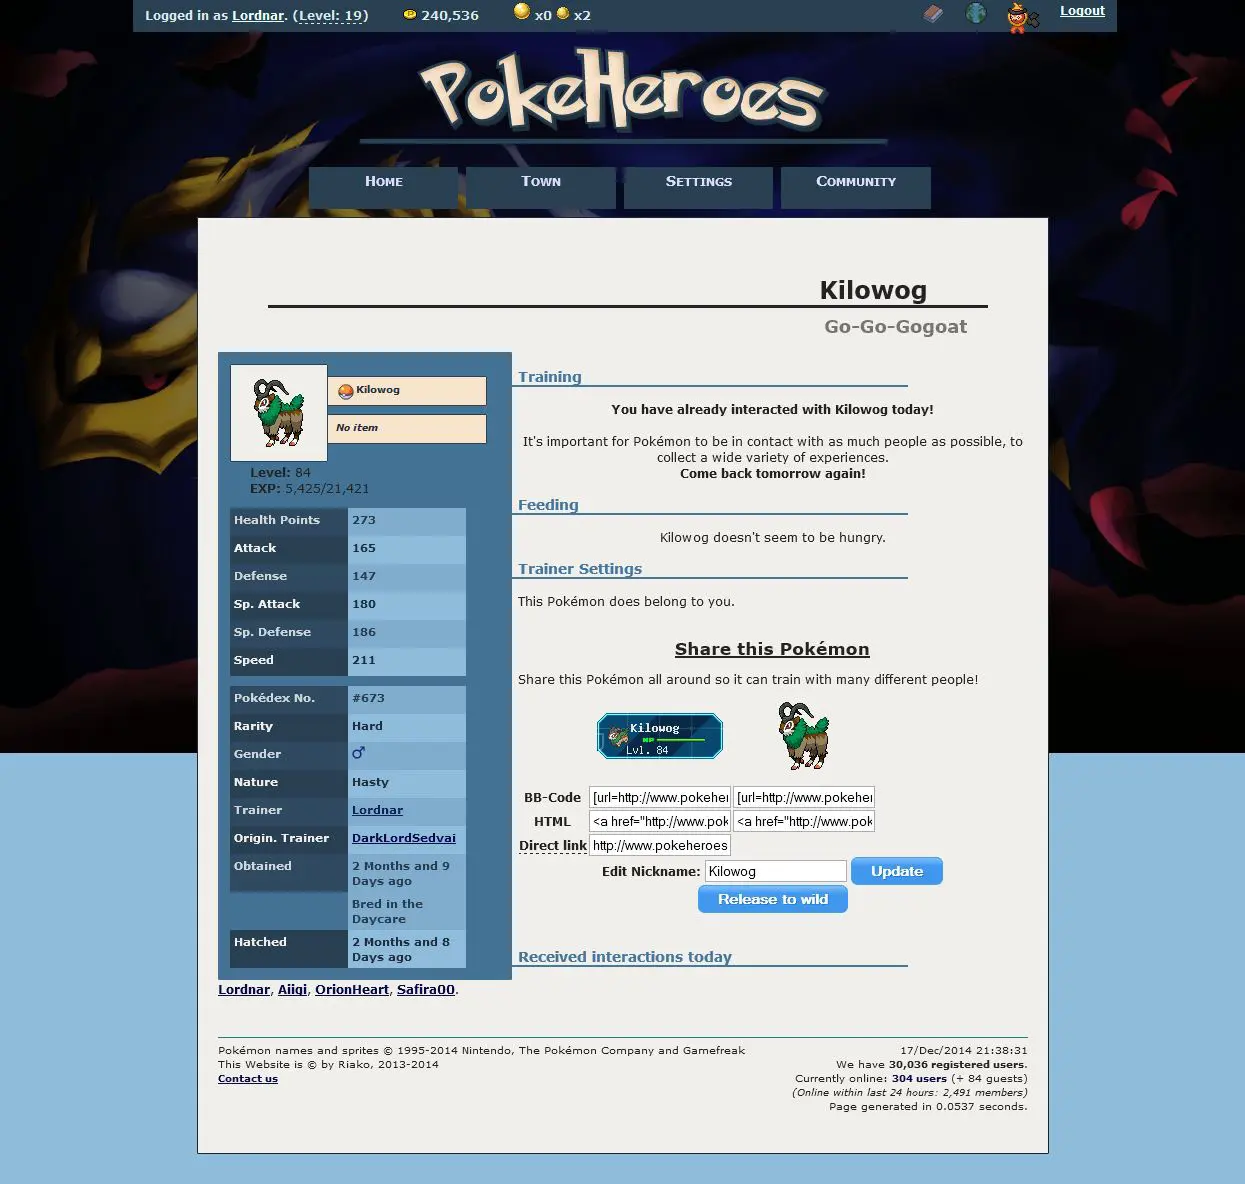 Logged in as Lordnar. (Level: 19) 240,536 x0 x2 Logout
PokeHeroes
Home Town Settings Community
Kilowog
Go-Go-Gogoat
Kilowog
No item
Level: 84
EXP: 5,425/21,421
Health Points 273
Attack 165
Defense 147
Sp. Attack 180
Sp. Defense 186
Speed 211
Pokédex No. #673
Rarity Hard
Gender ♂
Nature Hasty
Trainer Lordnar
Origin. Trainer DarkLordSedvai
Obtained 2 Months and 9
Days ago
Bred in the
Daycare
Hatched 2 Months and 8
Days ago
Training
You have already interacted with Kilowog today!
It's important for Pokémon to be in contact with as much people as possible, to
collect a wide variety of experiences.
Come back tomorrow again!
Feeding
Kilowog doesn't seem to be hungry.
Trainer Settings
This Pokémon does belong to you.
Share this Pokémon
Share this Pokémon all around so it can train with many different people!
Kilowog
HP
Lvl. 84
BB-Code [url=http://www.pokeher [url=http://www.pokeher
HTML <a href="http://www.pok <a href="http://www.pok
Direct link http://www.pokeheroes
Edit Nickname: Kilowog Update
Release to wild
Received interactions today
Lordnar, Aiigi, OrionHeart, Safira00.
Pokémon names and sprites © 1995-2014 Nintendo, The Pokémon Company and Gamefreak
This Website is © by Riako, 2013-2014
Contact us
17/Dec/2014 21:38:31
We have 30,036 registered users.
Currently online: 304 users (+ 84 guests)
(Online within last 24 hours: 2,491 members)
Page generated in 0.0537 seconds.